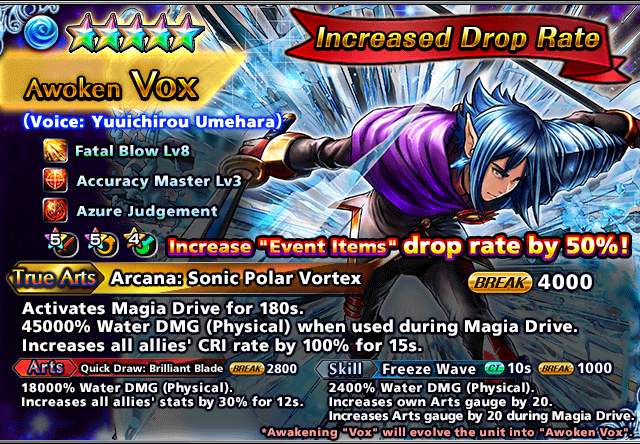 Increased Drop Rate
Awoken Vox
(Voice: Yuuichirou Umehara)
Fatal Blow Lv8
Accuracy Master Lv3
Azure Judgement
5 5 4
Increase "Event Items" drop rate by 50%!
True Arts Arcana: Sonic Polar Vortex BREAK 4000
Activates Magia Drive for 180s.
45000% Water DMG (Physical) when used during Magia Drive.
Increases all allies' CRI rate by 100% for 15s.
Arts Quick Draw: Brilliant Blade BREAK 2800
18000% Water DMG (Physical).
Increases all allies' stats by 30% for 12s.
Skill Freeze Wave CT 10s BREAK 1000
2400% Water DMG (Physical).
Increases own Arts gauge by 20.
Increases Arts gauge by 20 during Magia Drive.
*Awakening "Vox" will evolve the unit into "Awoken Vox".